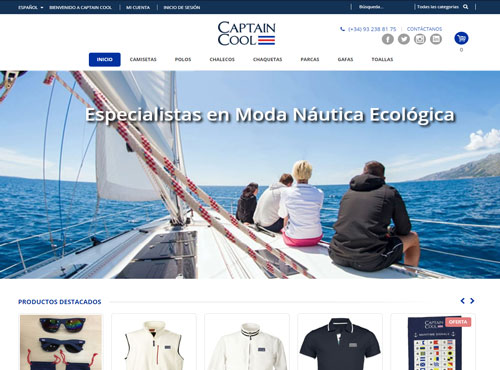 ESPAÑOL
BIENVENIDO A CAPTAIN COOL
MI CUENTA
INICIO DE SESIÓN
Búsqueda...
Todas las categorías
CAPTAIN
COOL
(+34) 93 238 81 75
CONTÁCTANOS
0
INICIO
CAMISETAS
POLOS
CHALECOS
CHAQUETAS
PARCAS
GAFAS
TOALLAS
Especialistas en Moda Náutica Ecológica
PRODUCTOS DESTACADOS
OFERTA
CAPTAIN
COOL